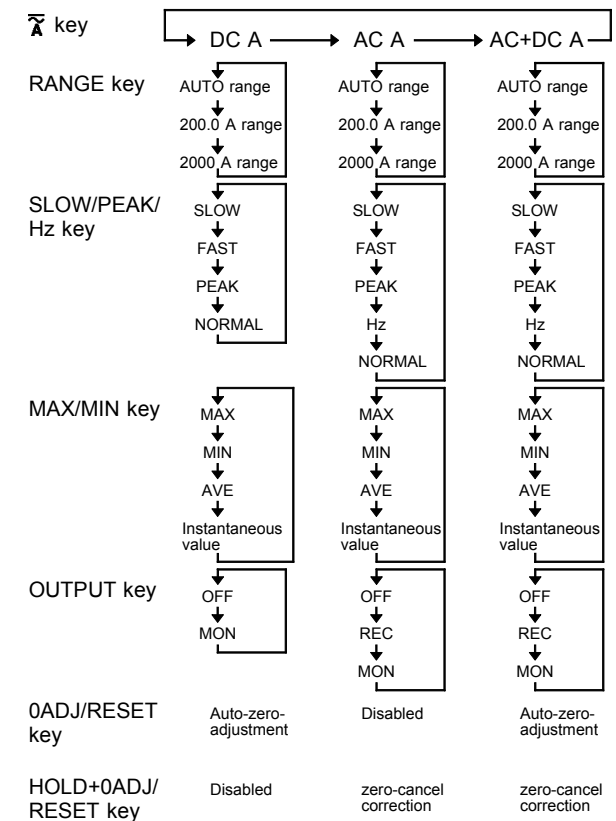 ~A key
DC A AC A AC+DC A
RANGE key
AUTO range AUTO range AUTO range
200.0 A range 200.0 A range 200.0 A range
2000 A range 2000 A range 2000 A range
SLOW/PEAK/
Hz key
SLOW SLOW SLOW
FAST FAST FAST
PEAK PEAK PEAK
NORMAL Hz Hz
NORMAL NORMAL
MAX/MIN key
MAX MAX MAX
MIN MIN MIN
AVE AVE AVE
Instantaneous Instantaneous Instantaneous
value value value
OUTPUT key
OFF OFF OFF
MON REC REC
MON MON
0ADJ/RESET
key
Auto-zero- Disabled Auto-zero-
adjustment adjustment
HOLD+0ADJ/
RESET key
Disabled zero-cancel zero-cancel
correction correction